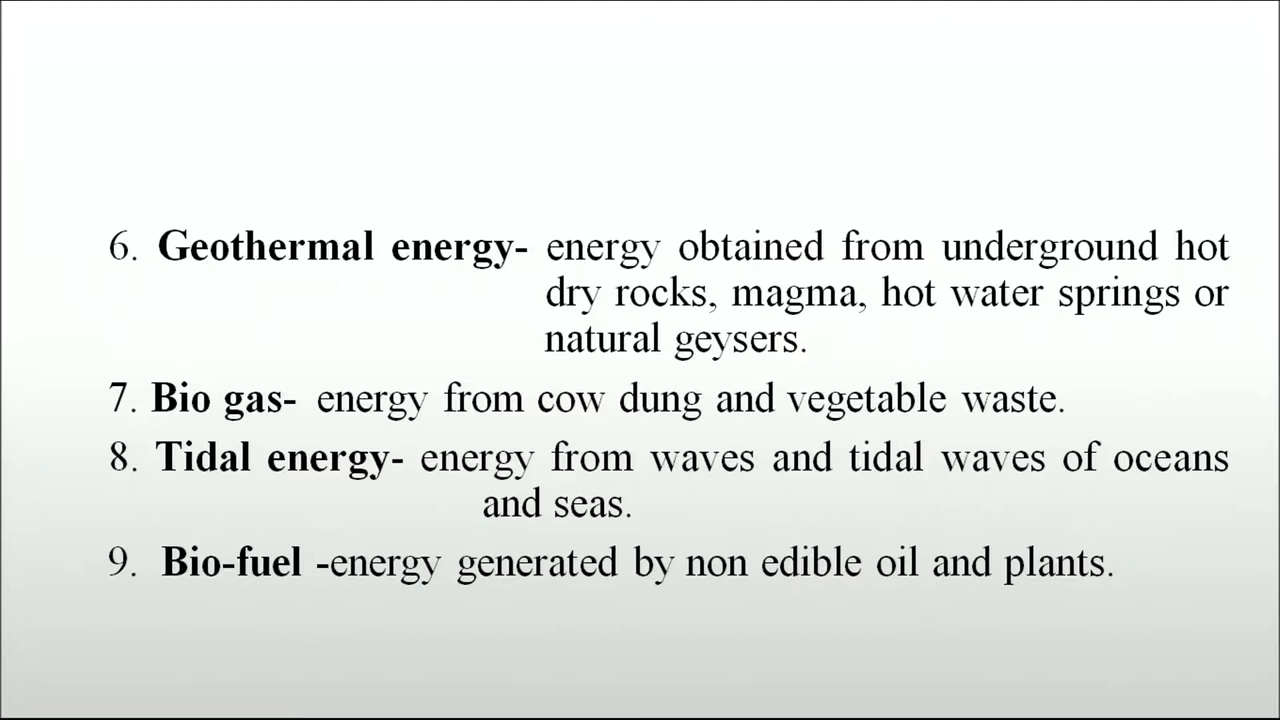 6. Geothermal energy- energy obtained from underground hot
dry rocks, magma, hot water springs or
natural geysers.
7. Bio gas- energy from cow dung and vegetable waste.
8. Tidal energy- energy from waves and tidal waves of oceans
and seas.
9. Bio-fuel -energy generated by non edible oil and plants.